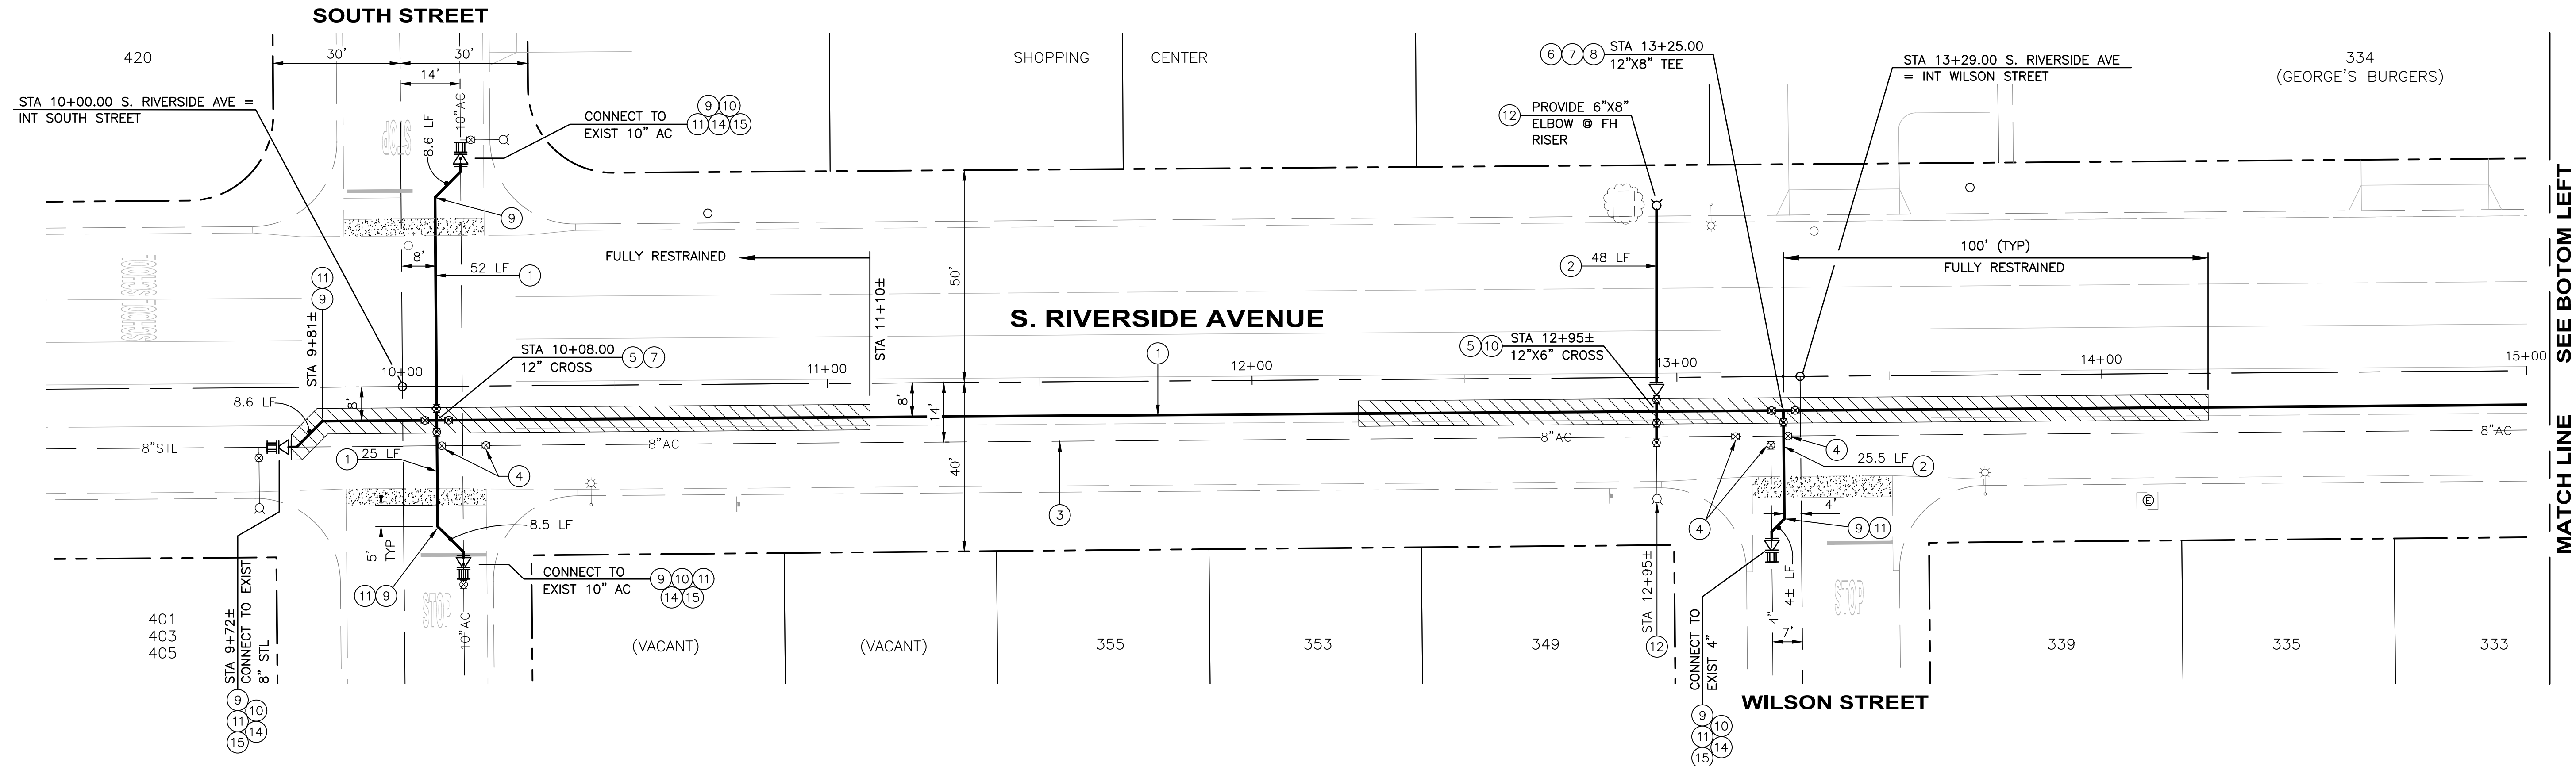 SOUTH STREET
420
30'
30'
14'
SHOPPING CENTER
6 7 8
STA 13+25.00
12"X8" TEE
STA 13+29.00 S. RIVERSIDE AVE
= INT WILSON STREET
334
(GEORGE'S BURGERS)
STA 10+00.00 S. RIVERSIDE AVE =
INT SOUTH STREET
STOP
8.6 LF
10"AC
CONNECT TO
EXIST 10" AC
9 10
11 14 15
12
PROVIDE 6"X8"
ELBOW @ FH
RISER
9
8'
52 LF
1
FULLY RESTRAINED
STA 11+10±
50'
2
48 LF
100' (TYP)
FULLY RESTRAINED
MATCH LINE SEE BOTOM LEFT
SCHOOL
SCHOOL
11
9
STA 9+81±
S. RIVERSIDE AVENUE
STA 10+08.00
12" CROSS
5 7
1
5 10
STA 12+95±
12"X6" CROSS
10+00
11+00
12+00
13+00
14+00
15+00
8.6 LF
8'
8'
14'
8"STL
8"AC
8"AC
8"AC
1
25 LF
4
40'
4
25.5 LF
2
3
4
4'
E
8.5 LF
5'
TYP
11 9
9 11
CONNECT TO
EXIST 10" AC
9 10 11
14 15
STOP
10"AC
STA 12+95±
12
4± LF
4"
7'
STOP
401
403
405
STA 9+72±
CONNECT TO EXIST
8" STL
9
10
11
14
15
(VACANT)
(VACANT)
355
353
349
CONNECT TO
EXIST 4"
9
10
11
14
15
339
335
333
WILSON STREET